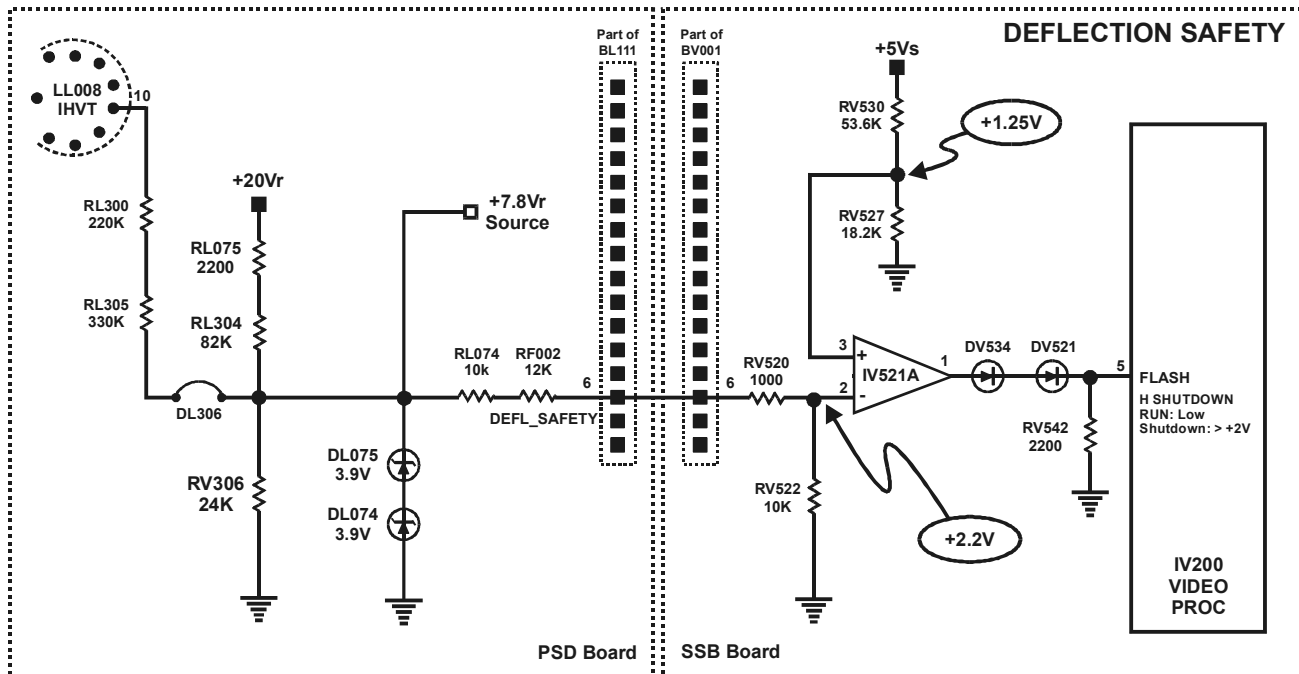 DEFLECTION SAFETY
LL008
IHVT
10
RL300
220K
RL305
330K
DL306
+20Vr
RL075
2200
RL304
82K
RV306
24K
+7.8Vr
Source
DL075
3.9V
DL074
3.9V
RL074
10k
RF002
12K
DEFL_SAFETY
6
Part of
BL111
Part of
BV001
6
RV520
1000
RV522
10K
+2.2V
+5Vs
RV530
53.6K
+1.25V
RV527
18.2K
3
+
2
-
IV521A
1
DV534
DV521
RV542
2200
5
FLASH
H SHUTDOWN
RUN: Low
Shutdown: > +2V
IV200
VIDEO
PROC
PSD Board
SSB Board